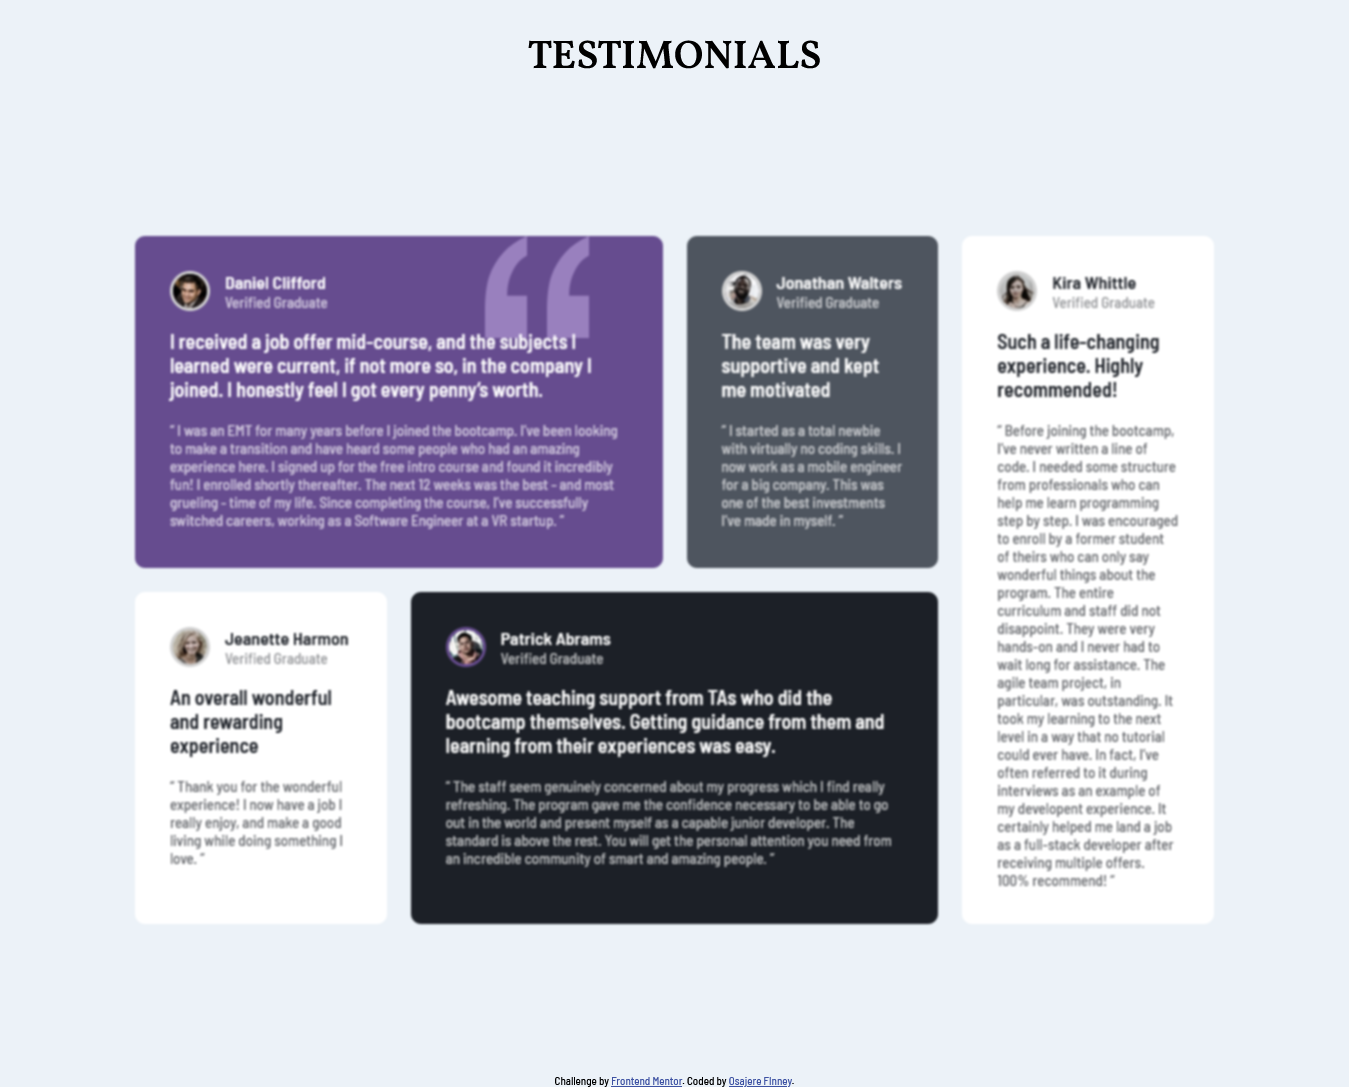 TESTIMONIALS
Daniel Clifford
Verified Graduate
I received a job offer mid-course, and the subjects I
learned were current, if not more so, in the company I
joined. I honestly feel I got every penny’s worth.
“ I was an EMT for many years before I joined the bootcamp. I’ve been looking
to make a transition and have heard some people who had an amazing
experience here. I signed up for the free intro course and found it incredibly
fun! I enrolled shortly thereafter. The next 12 weeks was the best - and most
grueling - time of my life. Since completing the course, I’ve successfully
switched careers, working as a Software Engineer at a VR startup. ”
Jonathan Walters
Verified Graduate
The team was very
supportive and kept
me motivated
“ I started as a total newbie
with virtually no coding skills. I
now work as a mobile engineer
for a big company. This was
one of the best investments
I’ve made in myself. ”
Kira Whittle
Verified Graduate
Such a life-changing
experience. Highly
recommended!
“ Before joining the bootcamp,
I’ve never written a line of
code. I needed some structure
from professionals who can
help me learn programming
step by step. I was encouraged
to enroll by a former student
of theirs who can only say
wonderful things about the
program. The entire
curriculum and staff did not
disappoint. They were very
hands-on and I never had to
wait long for assistance. The
agile team project, in
particular, was outstanding. It
took my learning to the next
level in a way that no tutorial
could ever have. In fact, I’ve
often referred to it during
interviews as an example of
my developent experience. It
certainly helped me land a job
as a full-stack developer after
receiving multiple offers.
100% recommend! ”
Jeanette Harmon
Verified Graduate
An overall wonderful
and rewarding
experience
“ Thank you for the wonderful
experience! I now have a job I
really enjoy, and make a good
living while doing something I
love. ”
Patrick Abrams
Verified Graduate
Awesome teaching support from TAs who did the
bootcamp themselves. Getting guidance from them and
learning from their experiences was easy.
“ The staff seem genuinely concerned about my progress which I find really
refreshing. The program gave me the confidence necessary to be able to go
out in the world and present myself as a capable junior developer. The
standard is above the rest. You will get the personal attention you need from
an incredible community of smart and amazing people. ”
Challenge by Frontend Mentor. Coded by Osajere FInney.